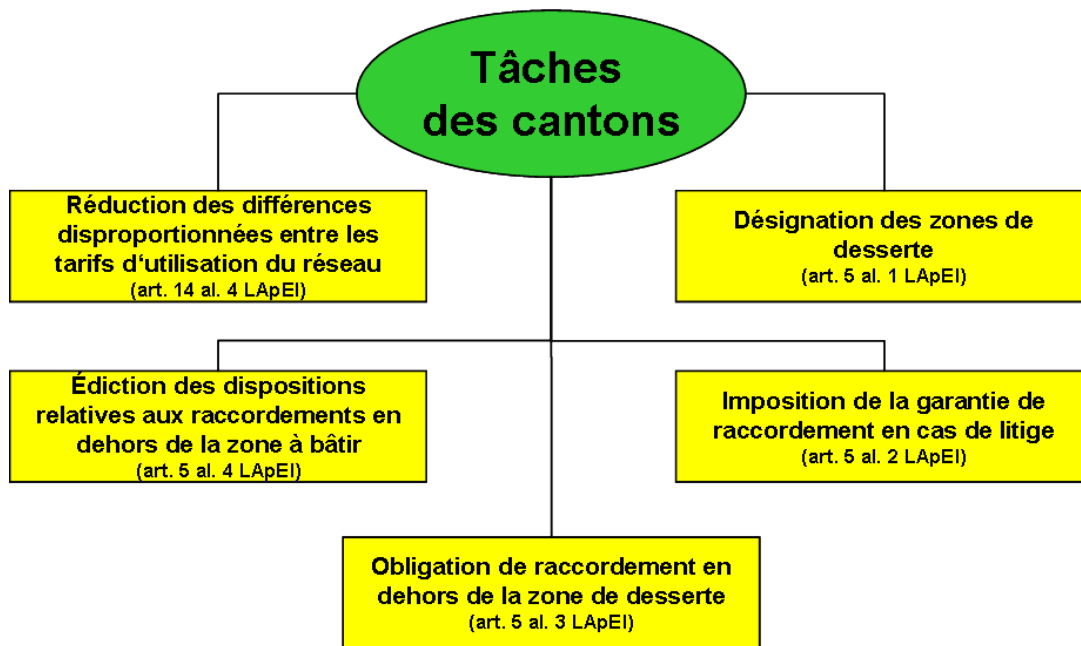 Tâches
des cantons
Réduction des différences
disproportionnées entre les
tarifs d‘utilisation du réseau
(art. 14 al. 4 LApEl)
Désignation des zones de
desserte
(art. 5 al. 1 LApEl)
Édiction des dispositions
relatives aux raccordements en
dehors de la zone à bâtir
(art. 5 al. 4 LApEl)
Imposition de la garantie de
raccordement en cas de litige
(art. 5 al. 2 LApEl)
Obligation de raccordement en
dehors de la zone de desserte
(art. 5 al. 3 LApEl)